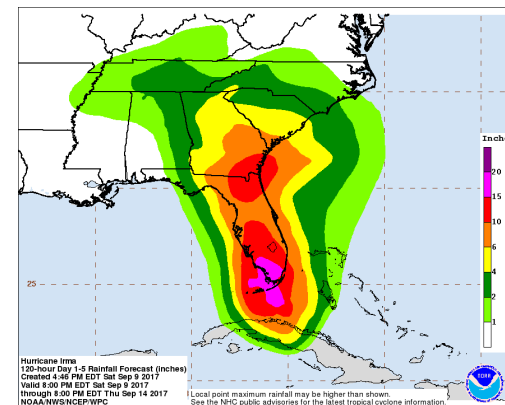 Inche
20
15
10
6
4
2
1
25
Hurricane Irma
120-hour Day 1-5 Rainfall Forecast (inches)
Created 4:46 PM EDT Sat Sep 9 2017
Valid 8:00 PM EDT Sat Sep 9 2017
through 8:00 PM EDT Thu Sep 14 2017
NOAA/NWS/NCEP/WPC
Local point maximum rainfall may be higher than shown.
See the NHC public advisories for the latest tropical cyclone information.